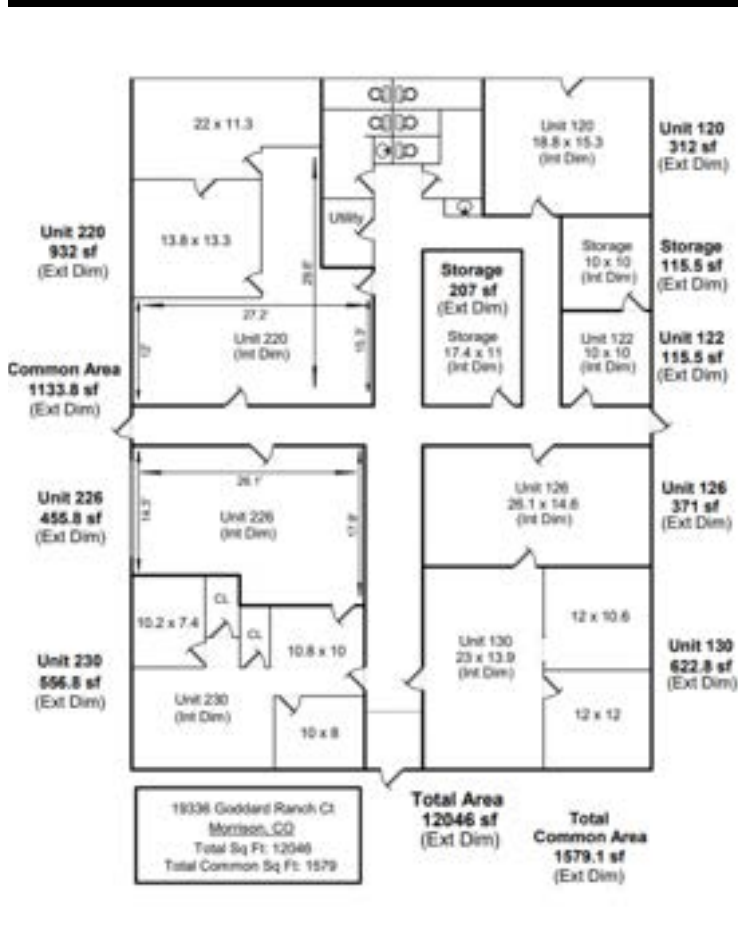 22 x 11.3
Unit 120
18.8 x 15.3
(Int Dim)
Unit 120
312 sf
(Ext Dim)
Unit 220
932 sf
(Ext Dim)
13.8 x 13.3
Utility
29.8'
Storage
207 sf
(Ext Dim)
Storage
17.4 x 11
(Int Dim)
Storage
10 x 10
(Int Dim)
Storage
115.5 sf
(Ext Dim)
27.2'
12'
15.3'
Unit 220
(Int Dim)
Unit 122
10 x 10
(Int Dim)
Unit 122
115.5 sf
(Ext Dim)
Common Area
1133.8 sf
(Ext Dim)
Unit 226
455.8 sf
(Ext Dim)
26.1'
14.3'
17.8'
Unit 226
(Int Dim)
Unit 126
26.1 x 14.6
(Int Dim)
Unit 126
371 sf
(Ext Dim)
10.2 x 7.4
CL
CL
10.8 x 10
Unit 230
556.8 sf
(Ext Dim)
Unit 230
(Int Dim)
10 x 8
Unit 130
23 x 13.9
(Int Dim)
12 x 10.6
12 x 12
Unit 130
622.8 sf
(Ext Dim)
19336 Goddard Ranch Ct
Morrison, CO
Total Sq Ft: 12046
Total Common Sq Ft: 1579
Total Area
12046 sf
(Ext Dim)
Total
Common Area
1579.1 sf
(Ext Dim)